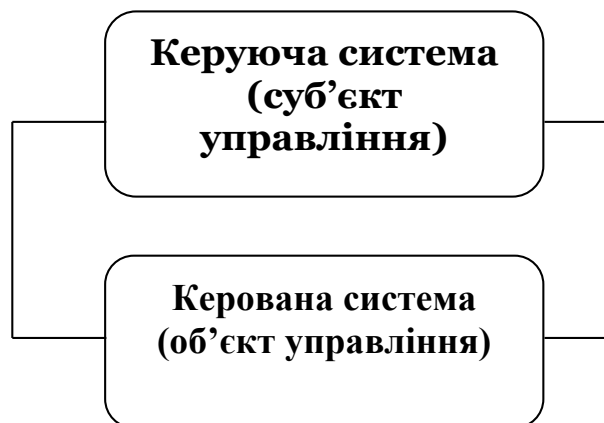 Керуюча система
(суб’єкт
управління)
Керована система
(об’єкт управління)